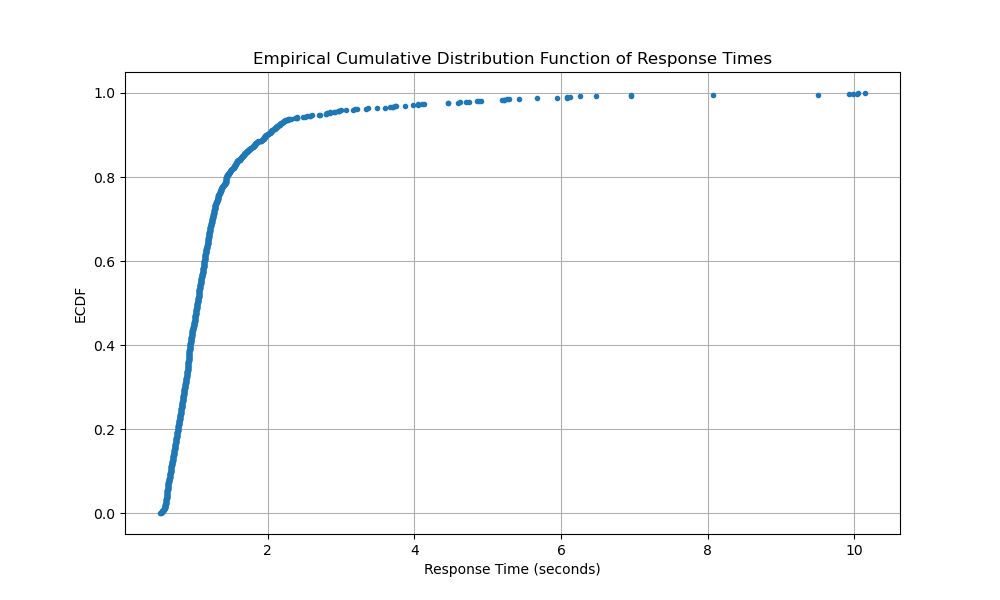 Empirical Cumulative Distribution Function of Response Times
1.0
0.8
0.6
0.4
0.2
0.0
ECDF
2 4 6 8 10
Response Time (seconds)